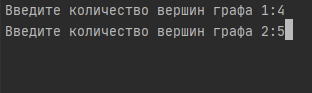 Введите количество вершин графа 1:4
Введите количество вершин графа 2:5